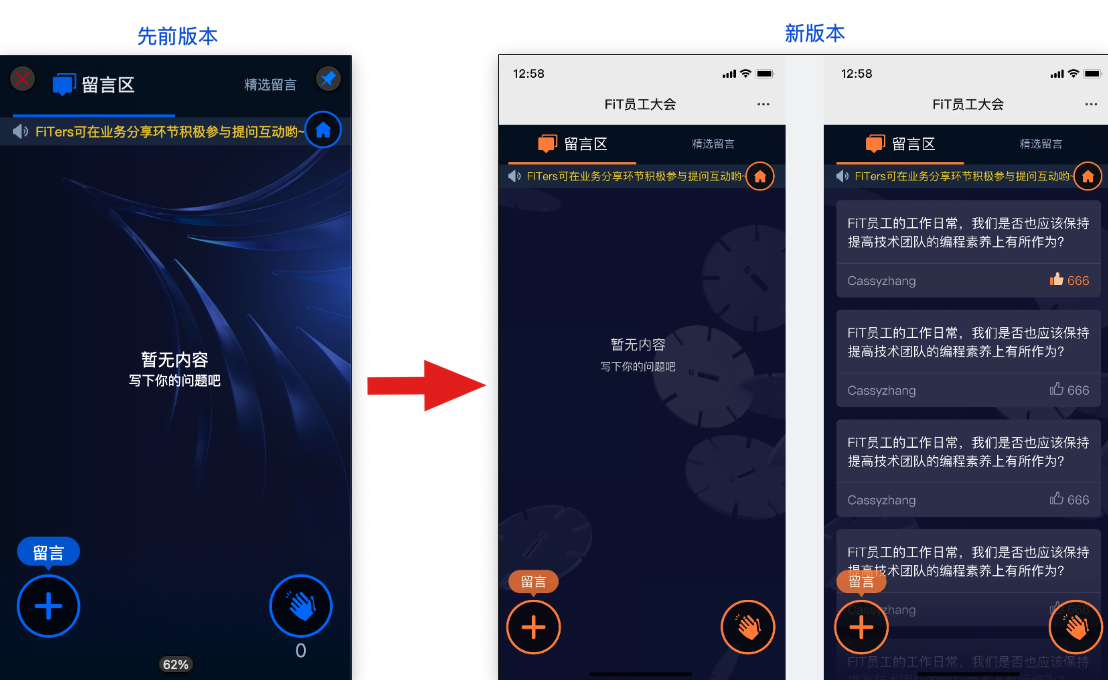 先前版本
新版本
留言区
精选留言
FiTers可在业务分享环节积极参与提问互动哟~
暂无内容
写下你的问题吧
留言
0
62%
12:58
FiT员工大会
留言区
精选留言
FiTers可在业务分享环节积极参与提问互动哟~
暂无内容
写下你的问题吧
留言
12:58
FiT员工大会
留言区
精选留言
FiTers可在业务分享环节积极参与提问互动哟~
FiT员工的工作日常，我们是否也应该保持
提高技术团队的编程素养上有所作为？
Cassyzhang
666
FiT员工的工作日常，我们是否也应该保持
提高技术团队的编程素养上有所作为？
Cassyzhang
666
FiT员工的工作日常，我们是否也应该保持
提高技术团队的编程素养上有所作为？
Cassyzhang
666
FiT员工的工作日常，我们是否也应该保持
提高技术团队的编程素养上有所作为？
留言
Cassyzhang
666
FiT员工的工作日常，我们是否也应该保持